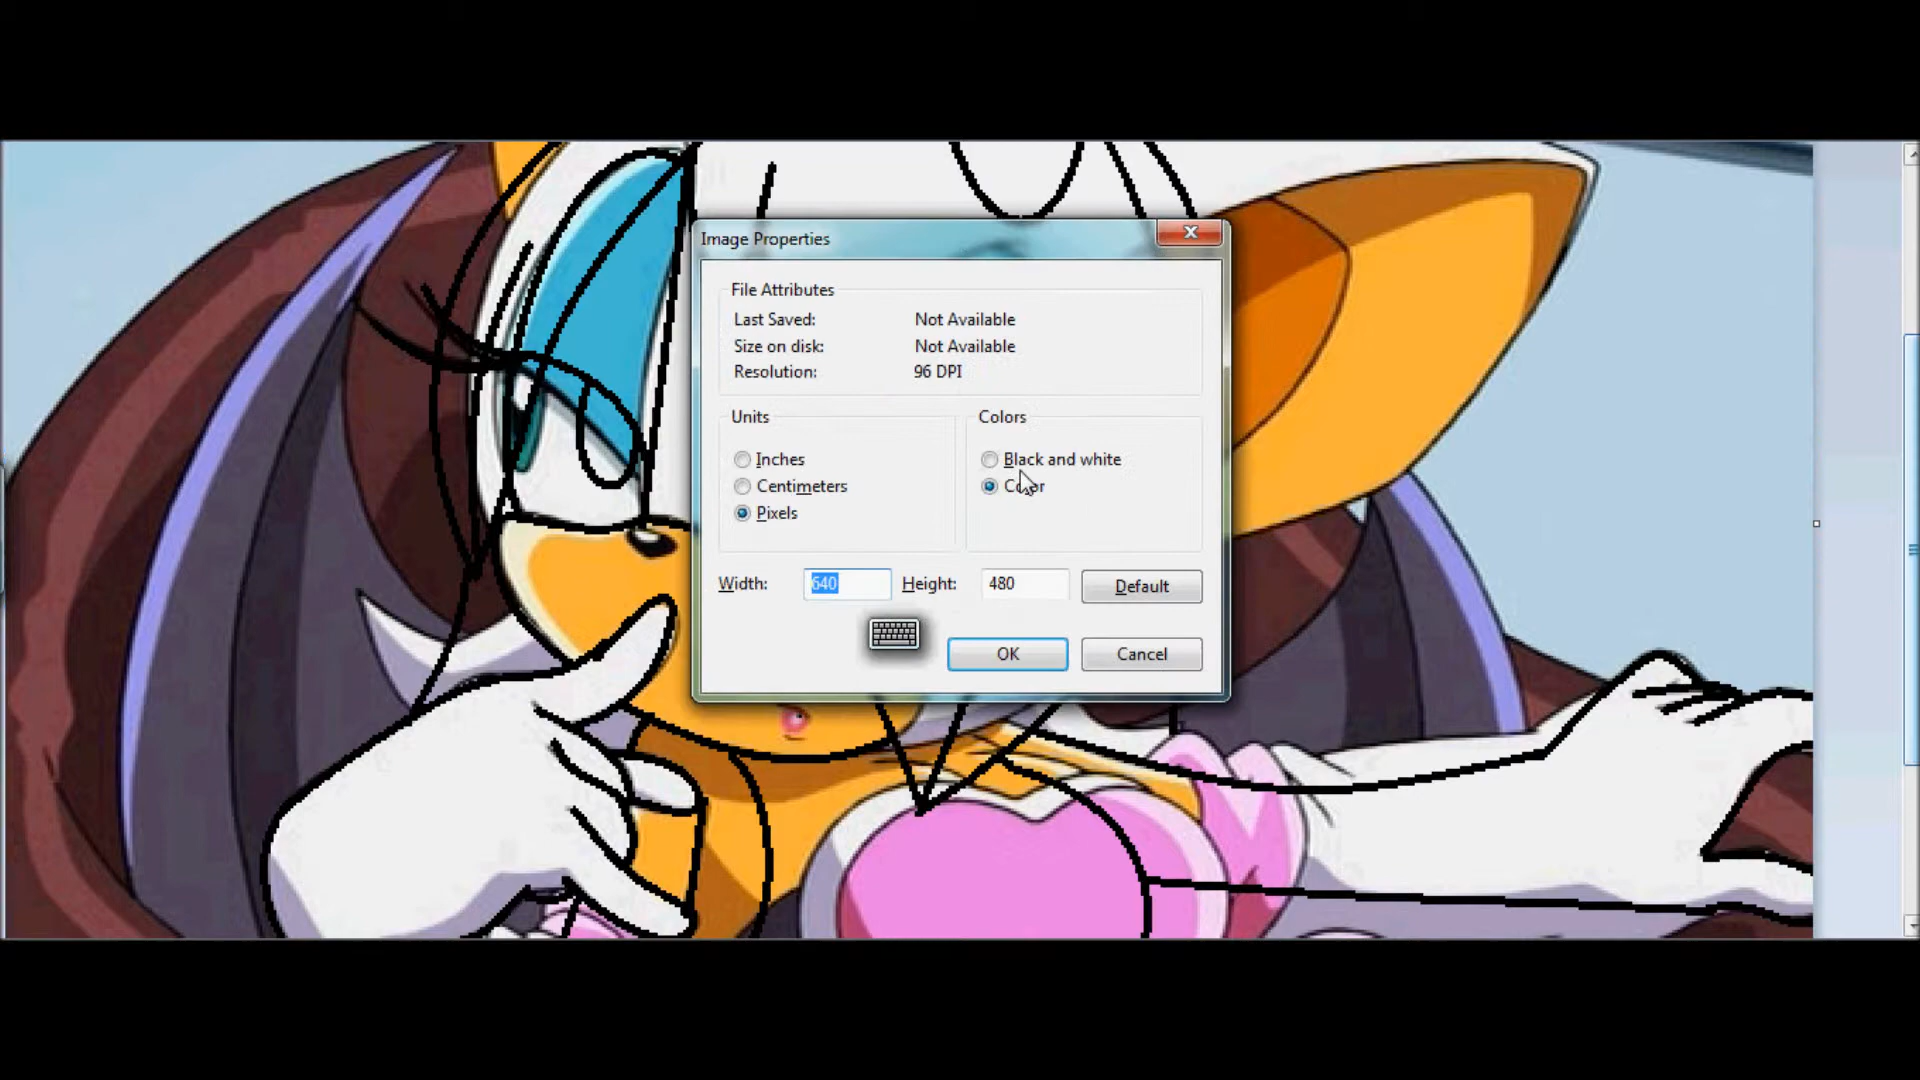 Image Properties
File Attributes
Last Saved: Not Available
Size on disk: Not Available
Resolution: 96 DPI
Units
Inches
Centimeters
Pixels
Colors
Black and white
Color
Width: 640 Height: 480 Default
OK Cancel